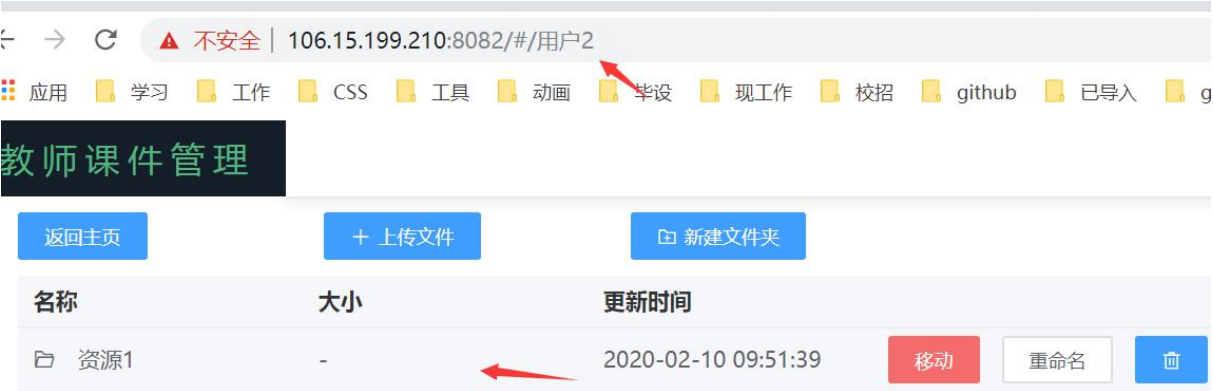 不安全 106.15.199.210:8082/#/用户2
应用 学习 工作 CSS 工具 动画 毕设 现工作 校招 github 已导入 g
教师课件管理
返回主页 + 上传文件 新建文件夹
名称 大小 更新时间
资源1 - 2020-02-10 09:51:39 移动 重命名